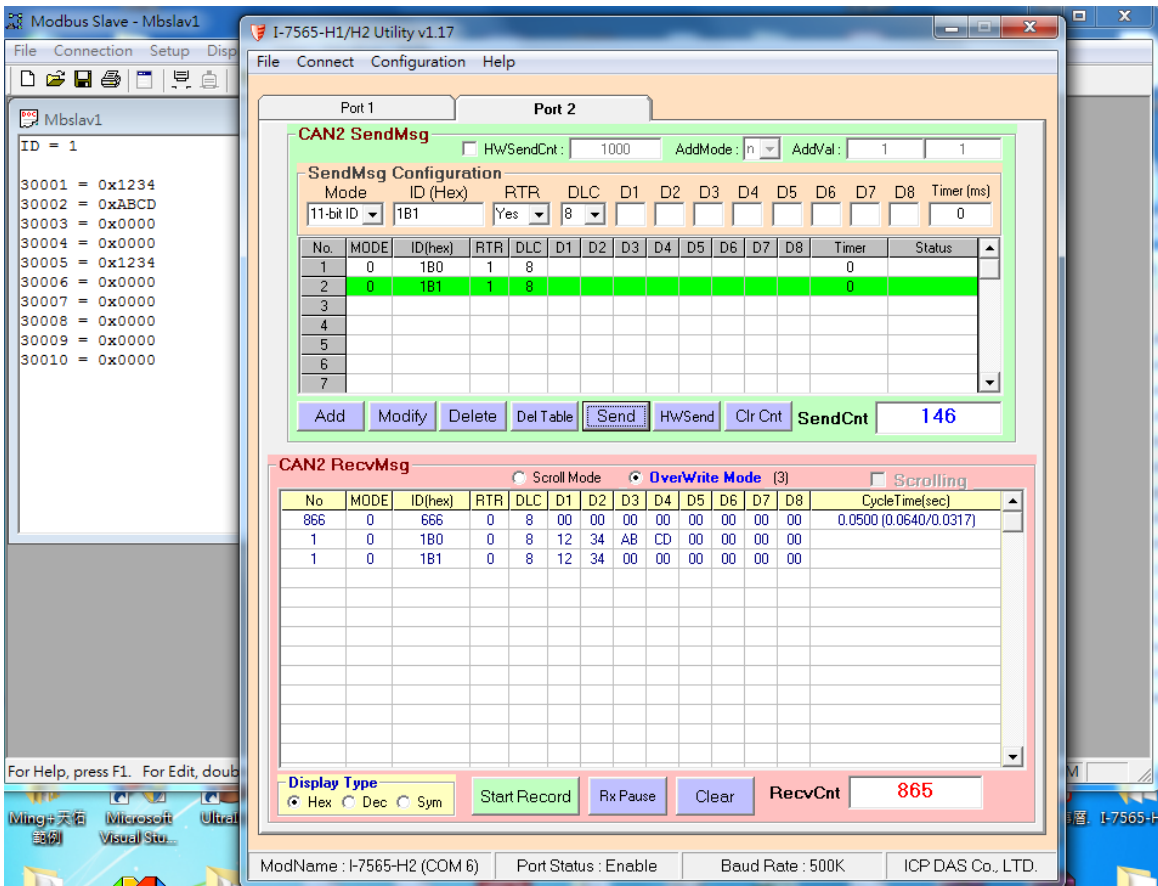 Modbus Slave - Mbslav1
File Connection Setup Disp
Mbslav1
ID = 1
30001 = 0x1234
30002 = 0xABCD
30003 = 0x0000
30004 = 0x0000
30005 = 0x1234
30006 = 0x0000
30007 = 0x0000
30008 = 0x0000
30009 = 0x0000
30010 = 0x0000
For Help, press F1. For Edit, doub
I-7565-H1/H2 Utility v1.17
File Connect Configuration Help
Port 1 Port 2
CAN2 SendMsg
HWSendCnt : 1000 AddMode : n AddVal : 1 1
SendMsg Configuration
Mode ID (Hex) RTR DLC D1 D2 D3 D4 D5 D6 D7 D8 Timer (ms)
11-bit ID 1B1 Yes 8 0
No. MODE ID(hex) RTR DLC D1 D2 D3 D4 D5 D6 D7 D8 Timer Status
1 0 1B0 1 8 0
2 0 1B1 1 8 0
3
4
5
6
7
Add Modify Delete Del Table Send HWSend Clr Cnt SendCnt 146
CAN2 RecvMsg
Scroll Mode OverWrite Mode (3) Scrolling
No MODE ID(hex) RTR DLC D1 D2 D3 D4 D5 D6 D7 D8 CycleTime(sec)
866 0 666 0 8 00 00 00 00 00 00 00 00 0.0500 (0.0640/0.0317)
1 0 1B0 0 8 12 34 AB CD 00 00 00 00
1 0 1B1 0 8 12 34 00 00 00 00 00 00
Display Type
Hex Dec Sym
Start Record Rx Pause Clear RecvCnt 865
ModName : I-7565-H2 (COM 6) Port Status : Enable Baud Rate : 500K ICP DAS Co., LTD.
Microsoft
Visual Stu...
I-7565-H